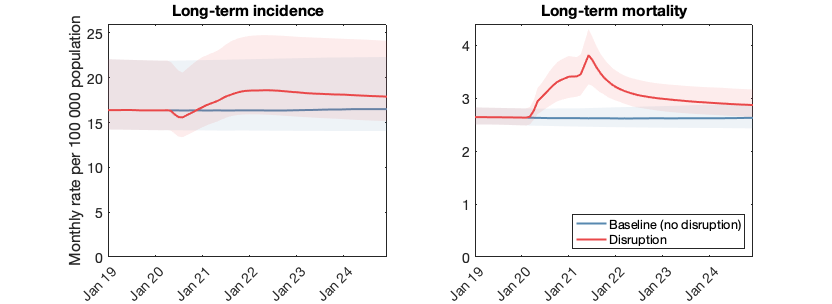 Long-term incidence
Monthly rate per 100 000 population
25
20
15
10
5
0
Jan 19
Jan 20
Jan 21
Jan 22
Jan 23
Jan 24
Long-term mortality
4
3
2
1
0
Baseline (no disruption)
Disruption
Jan 19
Jan 20
Jan 21
Jan 22
Jan 23
Jan 24